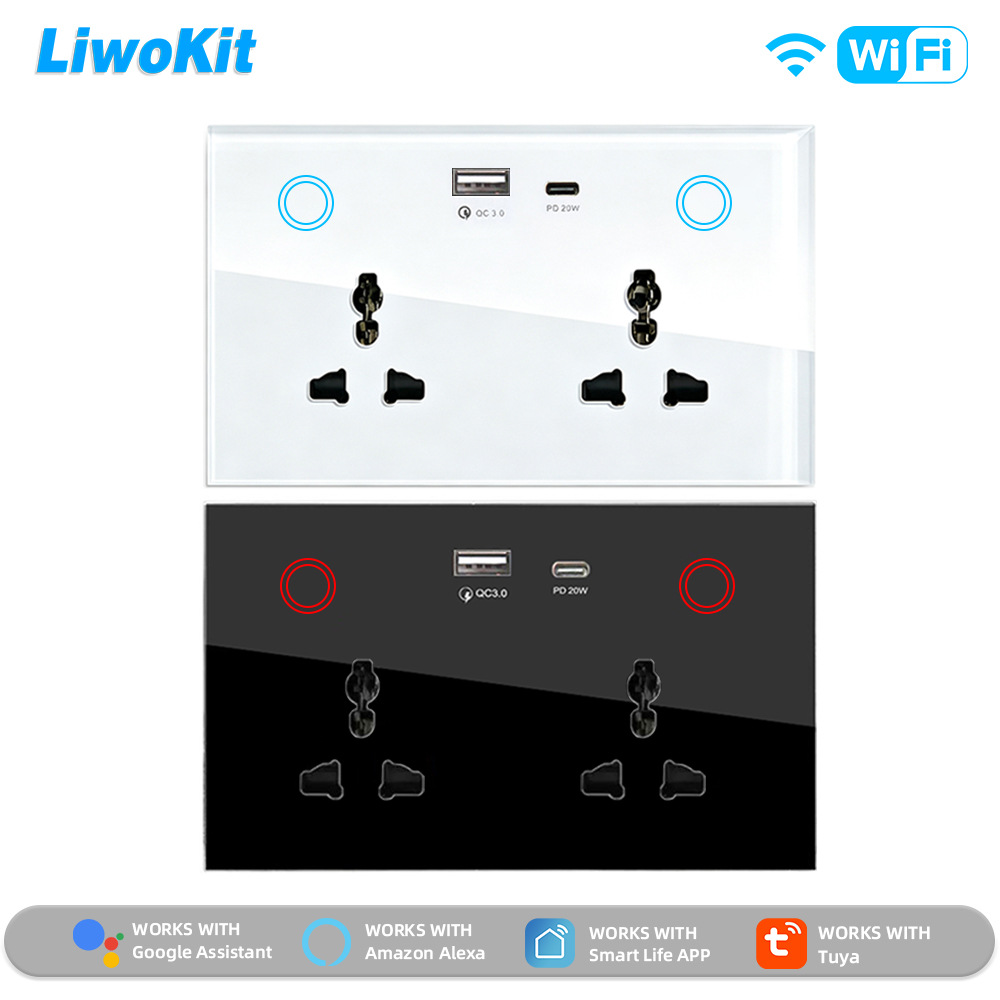 LiwoKit
WiFi
QC 3.0
PD 20W
QC3.0
PD 20W
WORKS WITH
Google Assistant
WORKS WITH
Amazon Alexa
WORKS WITH
Smart Life APP
WORKS WITH
Tuya